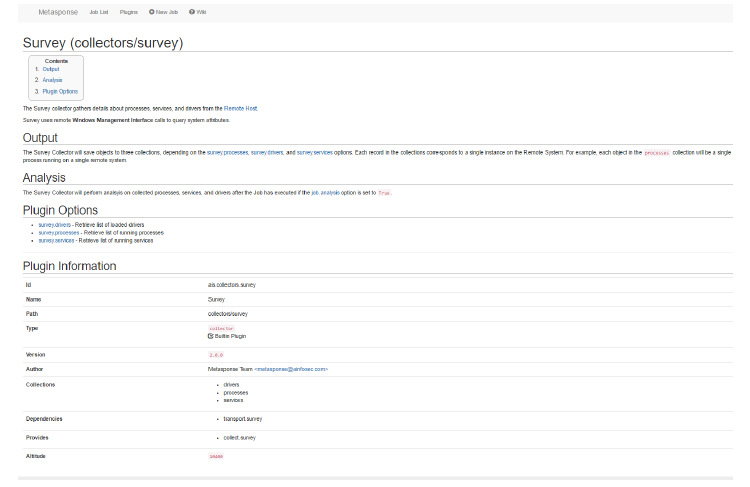 Metasponse Job List Plugins New Job Wiki
Survey (collectors/survey)
Contents
1. Output
2. Analysis
3. Plugin Options
The Survey collector gathers details about processes, services, and drivers from the Remote Host.
Survey uses remote Windows Management Interface calls to query system attributes
Output
The Survey Collector will save objects to three collections, depending on the survey.processes, survey.drivers, and survey.services options. Each record in the collections corresponds to a single instance on the Remote System. For example, each object in the processes collection will be a single
process running on a single remote system.
Analysis
The Survey Collector will perform analsyis on collected processes, services, and drivers after the Job has executed if the job.analysis option is set to True.
Plugin Options
• survey.drivers - Retrieve list of loaded drivers
• survey.processes - Retrieve list of running processes
• survey.services - Retrieve list of running services
Plugin Information
Id ais.collectors.survey
Name Survey
Path collectors/survey
Type collector
Builtin Plugin
Version 1.0.0
Author Metasponse Team <metasponse@ainfosec.com>
Collections • drivers
• processes
• services
Dependencies • transport.survey
Provides • collect.survey
Altitude